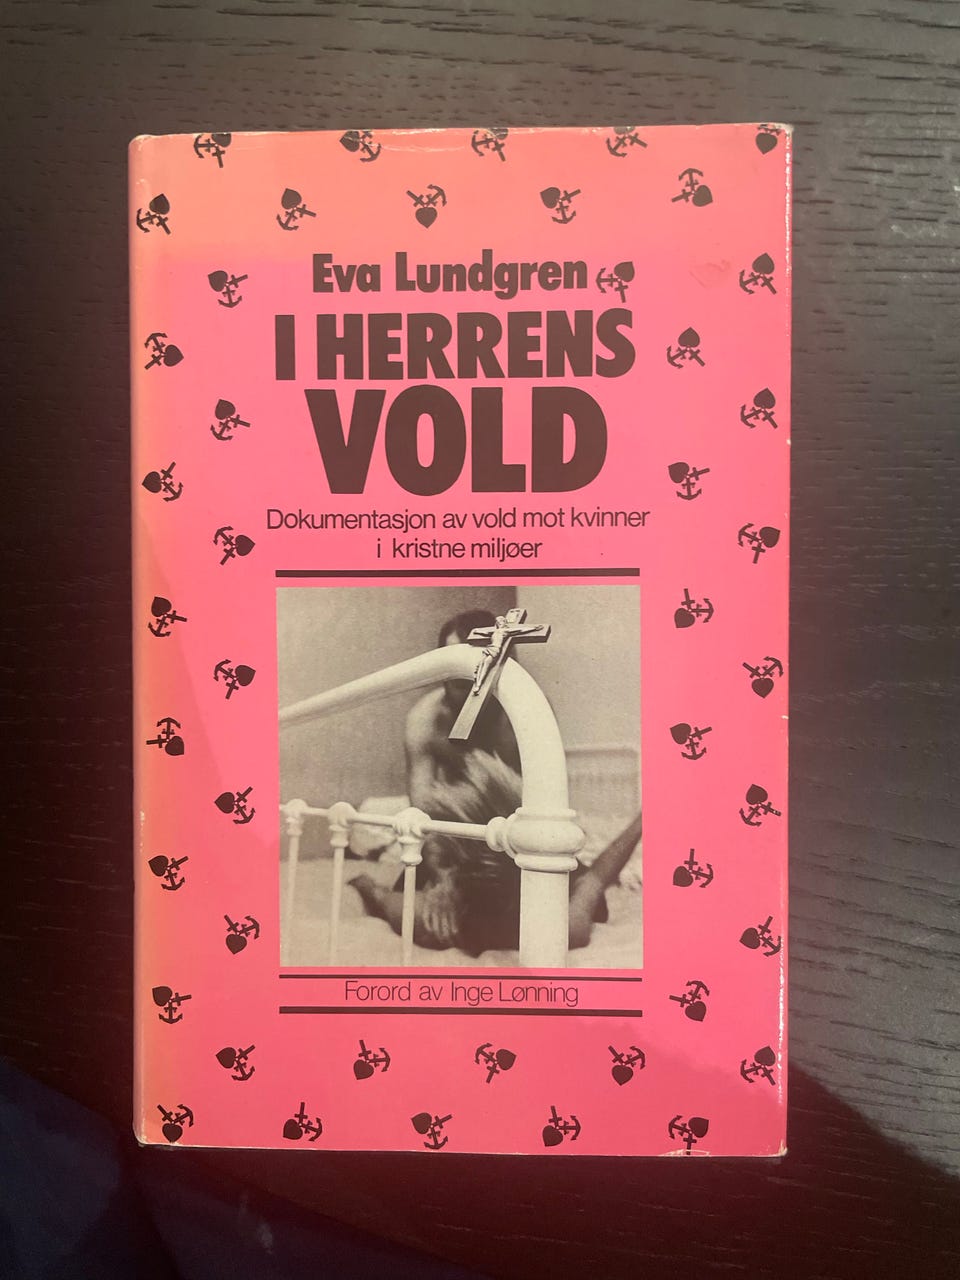 Eva Lundgren
I HERRENS
VOLD
Dokumentasjon av vold mot kvinner
i kristne miljøer
Forord av Inge Lønning